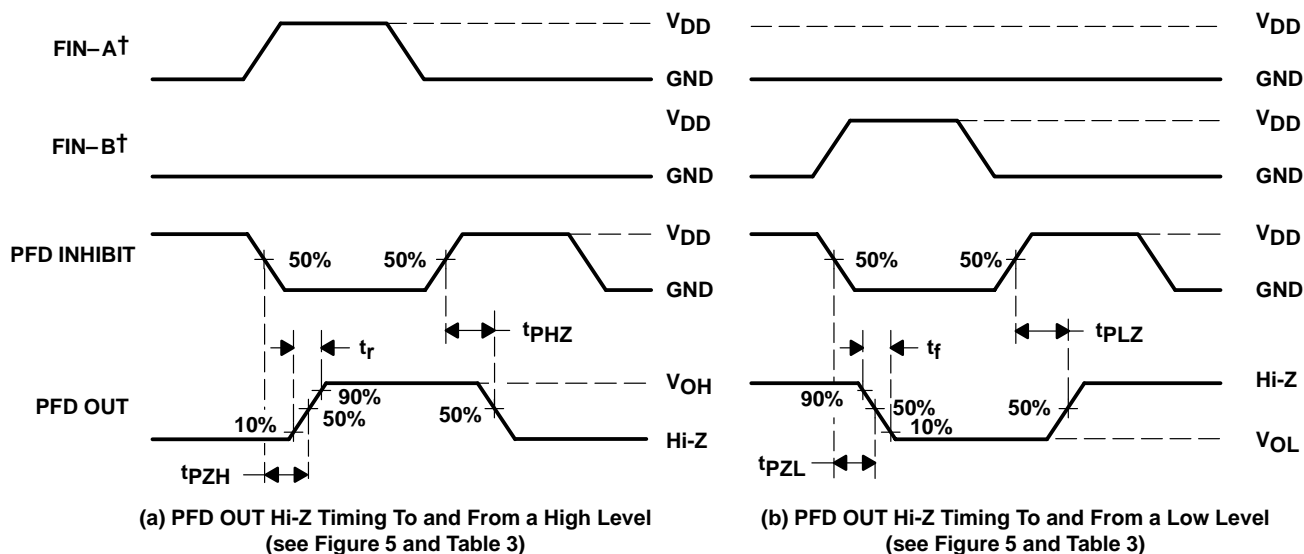 FIN–A†
VDD
GND
FIN–B†
VDD
GND
PFD INHIBIT
50%
50%
VDD
GND
tPHZ
tr
PFD OUT
10%
90%
50%
50%
VOH
Hi-Z
tPZH
(a) PFD OUT Hi-Z Timing To and From a High Level
(see Figure 5 and Table 3)
VDD
GND
VDD
GND
50%
50%
VDD
GND
tPLZ
tf
90%
50%
10%
50%
Hi-Z
VOL
tPZL
(b) PFD OUT Hi-Z Timing To and From a Low Level
(see Figure 5 and Table 3)